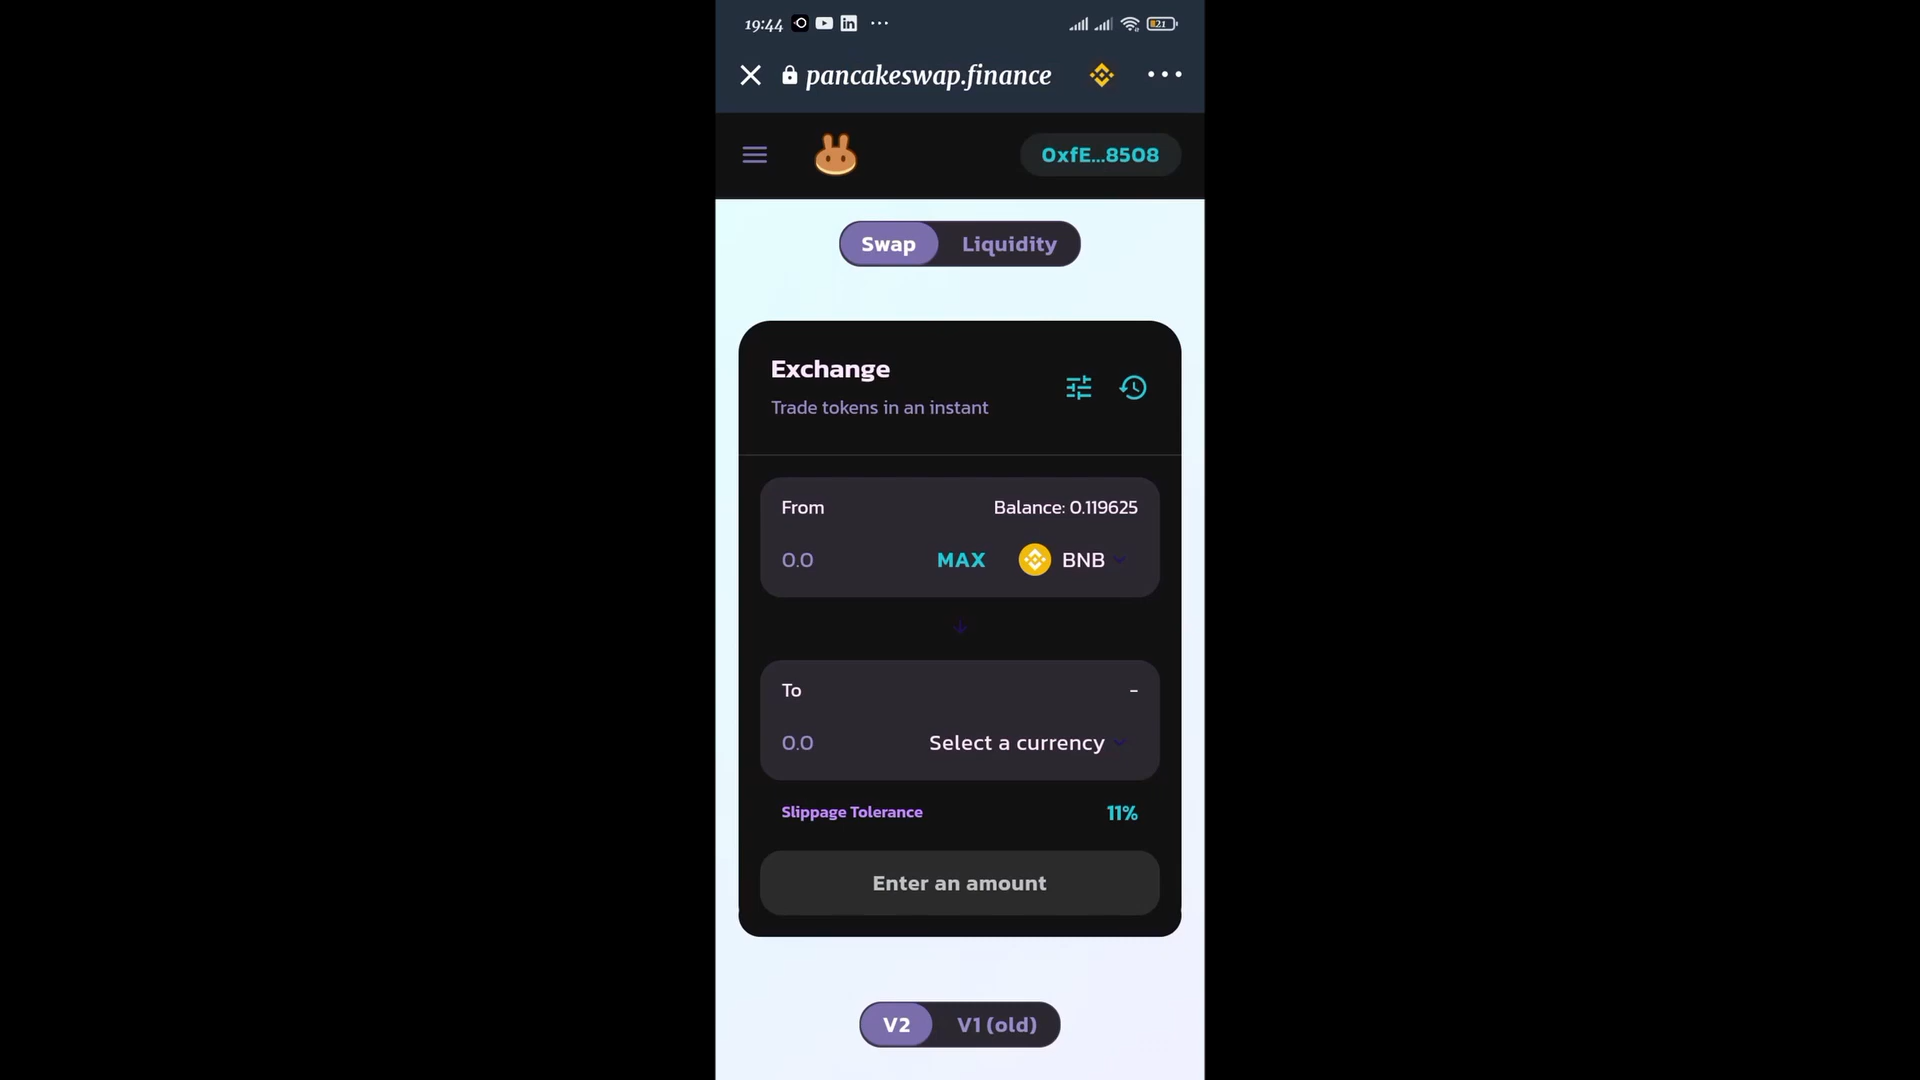 19:44
21
pancakeswap.finance
0xfE...8508
Swap Liquidity
Exchange
Trade tokens in an instant
From Balance: 0.119625
0.0 MAX BNB
To -
0.0 Select a currency
Slippage Tolerance 11%
Enter an amount
V2 V1 (old)